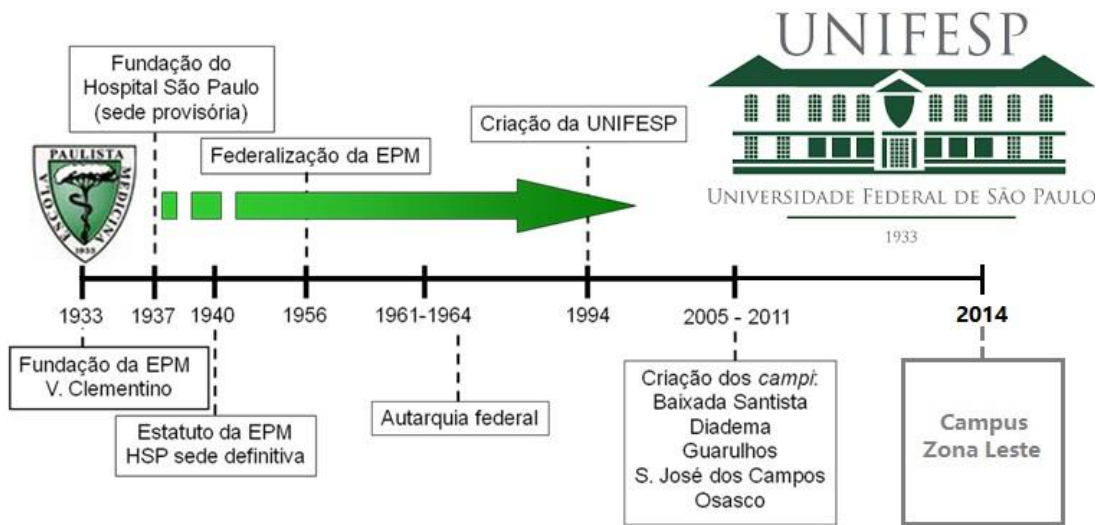 UNIFESP
UNIVERSIDADE FEDERAL DE SÃO PAULO
1933
Fundação do
Hospital São Paulo
(sede provisória)
Federalização da EPM
Criação da UNIFESP
ESCOLA
PAULISTA
MEDICINA
1933
1933
1937
1940
1956
1961-1964
1994
2005 - 2011
2014
Fundação da EPM
V. Clementino
Estatuto da EPM
HSP sede definitiva
Autarquia federal
Criação dos campi:
Baixada Santista
Diadema
Guarulhos
S. José dos Campos
Osasco
Campus
Zona Leste